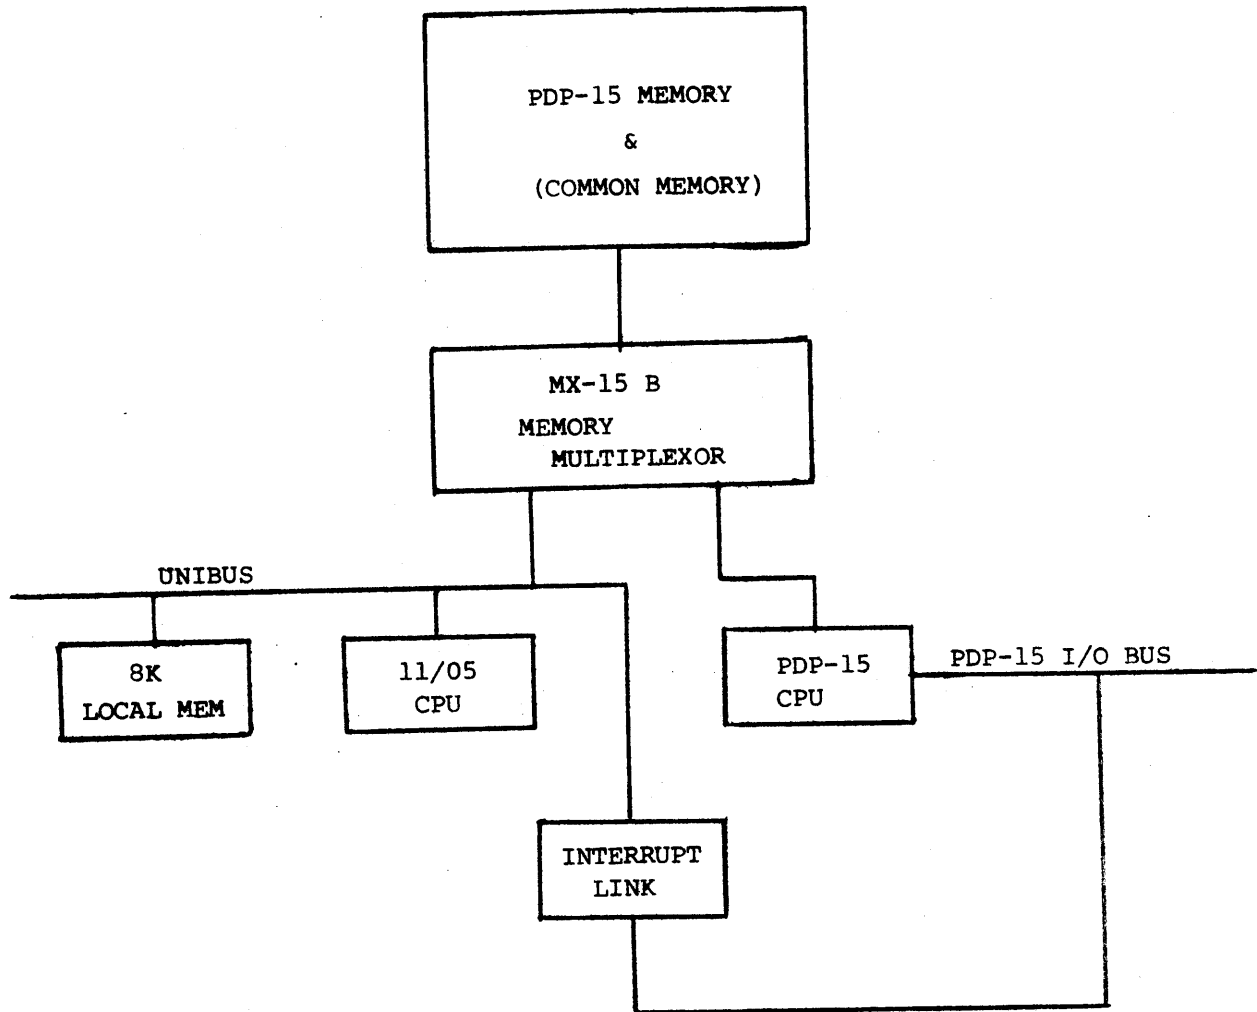 PDP-15 MEMORY
&
(COMMON MEMORY)
MX-15 B
MEMORY
MULTIPLEXOR
UNIBUS
8K
LOCAL MEM
11/05
CPU
PDP-15
CPU
PDP-15 I/O BUS
INTERRUPT
LINK